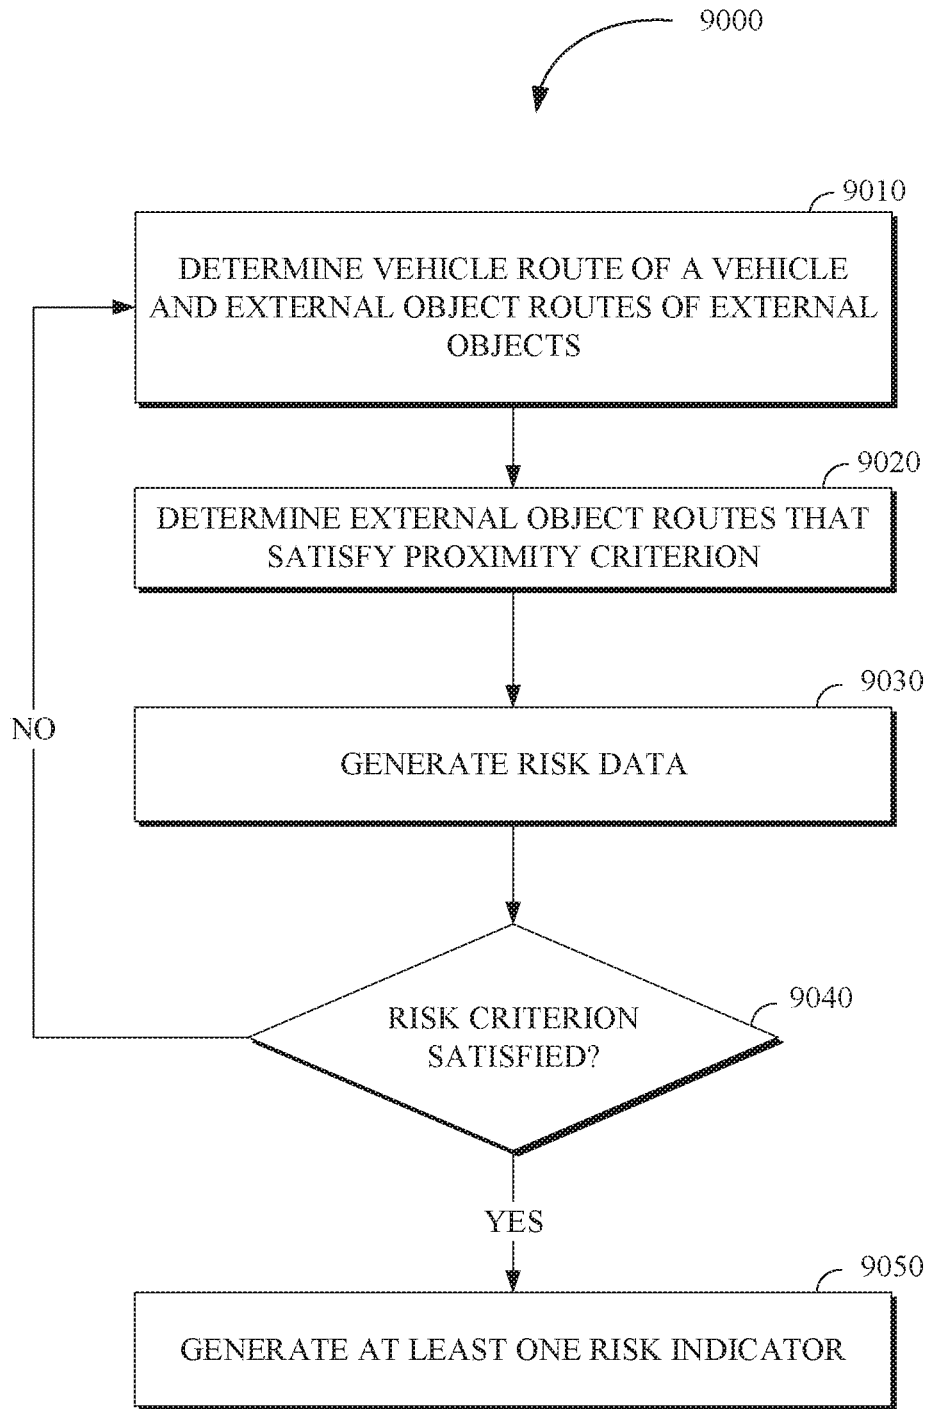 9000
9010
DETERMINE VEHICLE ROUTE OF A VEHICLE
AND EXTERNAL OBJECT ROUTES OF EXTERNAL
OBJECTS
9020
DETERMINE EXTERNAL OBJECT ROUTES THAT
SATISFY PROXIMITY CRITERION
9030
NO
GENERATE RISK DATA
9040
RISK CRITERION
SATISFIED?
YES
9050
GENERATE AT LEAST ONE RISK INDICATOR